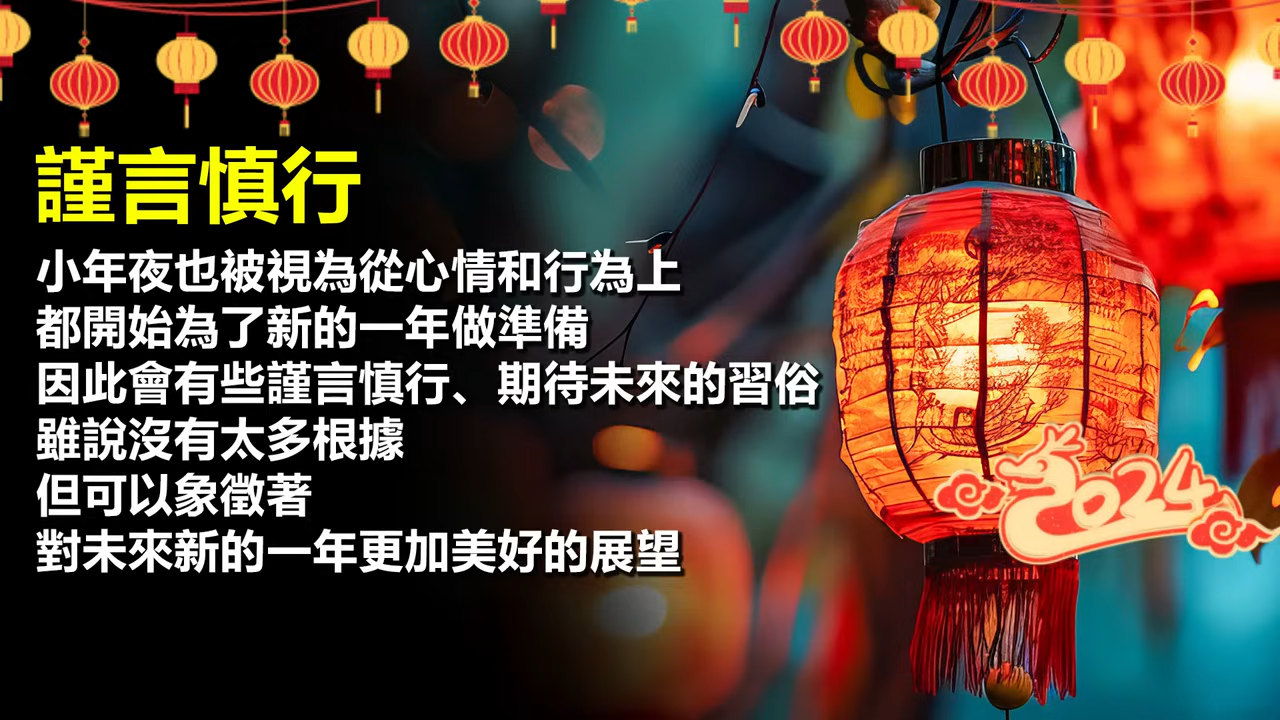 謹言慎行
小年夜也被視為從心情和行為上
都開始為了新的一年做準備
因此會有些謹言慎行、期待未來的習俗
雖說沒有太多根據
但可以象徵著
對未來新的一年更加美好的展望
2024